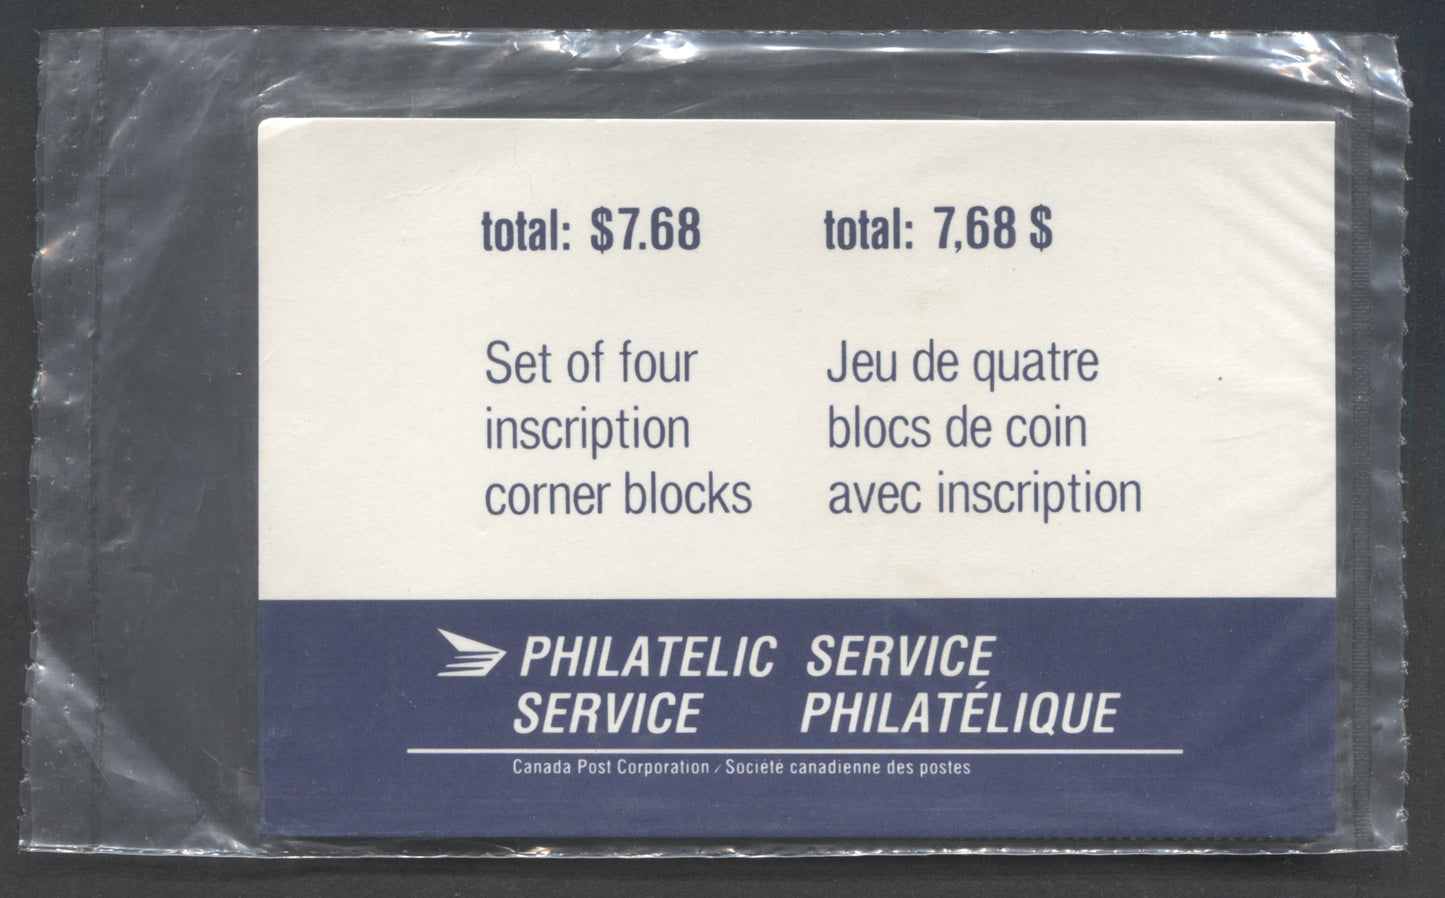 total: $7.68
total: 7,68 $
Set of four
inscription
corner blocks
Jeu de quatre
blocs de coin
avec inscription
PHILATELIC
SERVICE
SERVICE
PHILATÉLIQUE
Canada Post Corporation / Société canadienne des postes